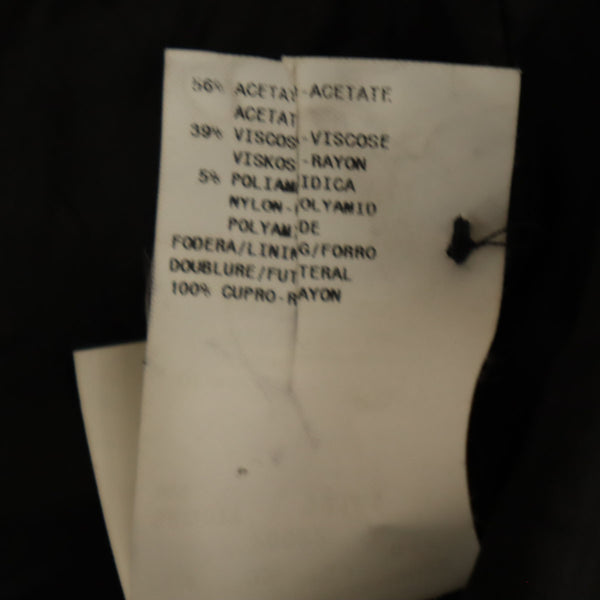 56% ACETAT-ACETATE
ACETAT
39% VISCOS-VISCOSE
VISKOS-RAYON
5% POLIAMIDICA
NYLON-POLYAMID
POLYAMIDE
FODERA/LINING/FORRO
DOUBLURE/FUTTERAL
100% CUPRO-RAYON